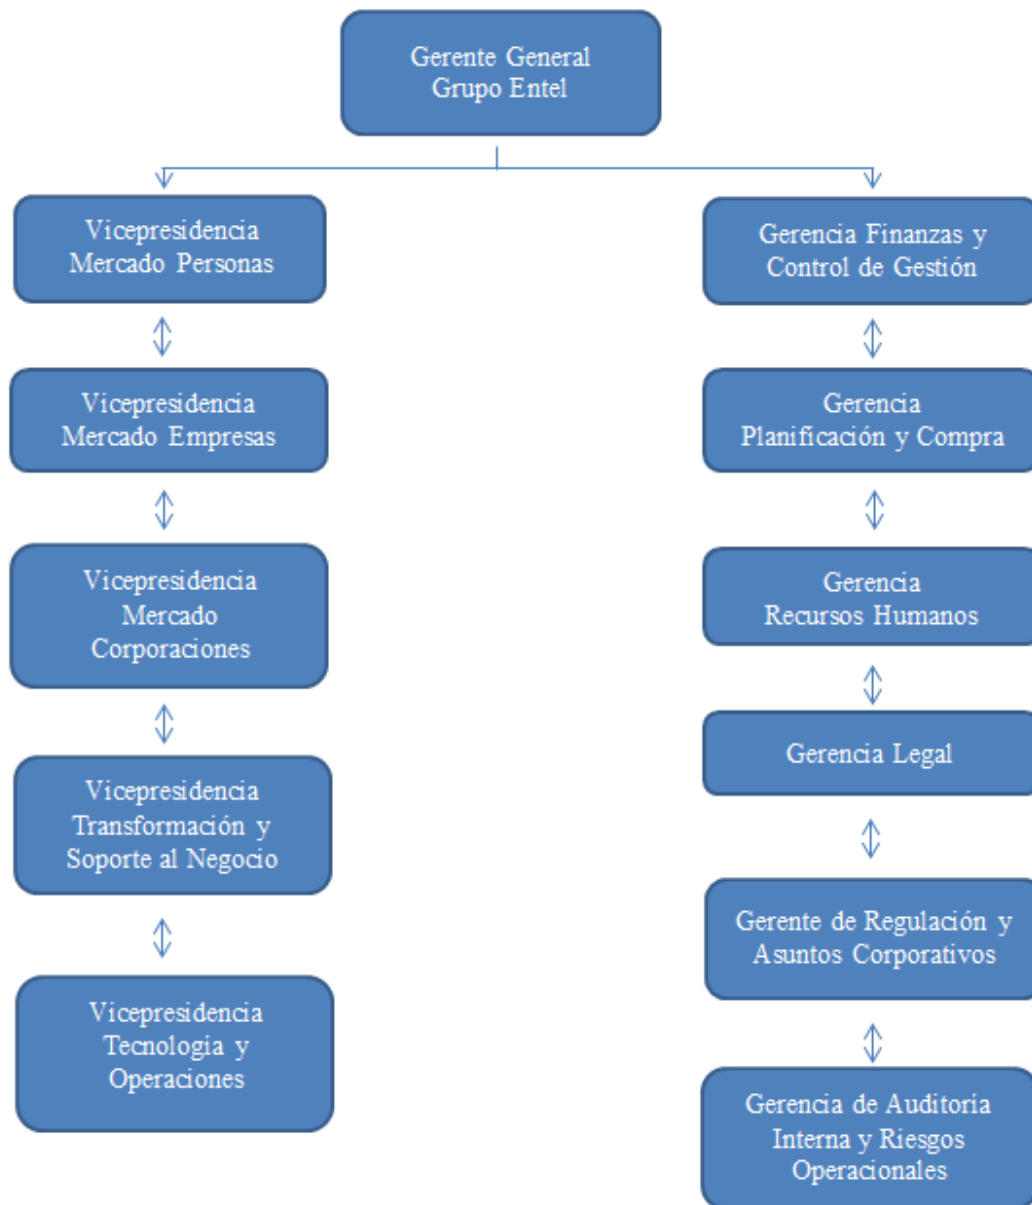 Gerente General
Grupo Entel
Vicepresidencia
Mercado Personas
Vicepresidencia
Mercado Empresas
Vicepresidencia
Mercado
Corporaciones
Vicepresidencia
Transformación y
Soporte al Negocio
Vicepresidencia
Tecnología y
Operaciones
Gerencia Finanzas y
Control de Gestión
Gerencia
Planificación y Compra
Gerencia
Recursos Humanos
Gerencia Legal
Gerente de Regulación y
Asuntos Corporativos
Gerencia de Auditoría
Interna y Riesgos
Operacionales